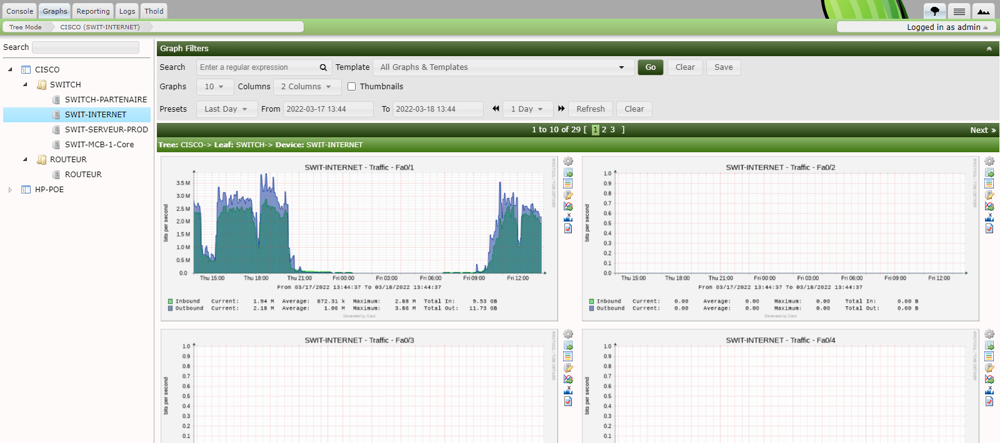 Console Graphs Reporting Logs Thold
Tree Mode CISCO (SWIT-INTERNET) Logged in as admin
Search
CISCO
SWITCH
SWITCH-PARTENAIRE
SWIT-INTERNET
SWIT-SERVEUR-PROD
SWIT-MCB-1-Core
ROUTEUR
ROUTEUR
HP-POE
Graph Filters
Search Enter a regular expression Template All Graphs & Templates Go Clear Save
Graphs 10 Columns 2 Columns Thumbnails
Presets Last Day From 2022-03-17 13:44 To 2022-03-18 13:44 1 Day Refresh Clear
1 to 10 of 29 [ 1 2 3 ] Next »
Tree: CISCO-> Leaf: SWITCH-> Device: SWIT-INTERNET
SWIT-INTERNET - Traffic - Fa0/1
RRDTOOL / TOBI OETIKER
bits per second
3.5 M
3.0 M
2.5 M
2.0 M
1.5 M
1.0 M
0.5 M
0.0
Thu 15:00 Thu 18:00 Thu 21:00 Fri 00:00 Fri 03:00 Fri 06:00 Fri 09:00 Fri 12:00
From 03/17/2022 13:44:37 To 03/18/2022 13:44:37
Inbound Current: 1.94 M Average: 872.31 k Maximum: 2.88 M Total In: 9.53 GB
Outbound Current: 2.18 M Average: 1.06 M Maximum: 3.86 M Total Out: 11.73 GB
Generated by Cacti
SWIT-INTERNET - Traffic - Fa0/2
RRDTOOL / TOBI OETIKER
bits per second
1.0
0.9
0.8
0.7
0.6
0.5
0.4
0.3
0.2
0.1
0.0
Thu 15:00 Thu 18:00 Thu 21:00 Fri 00:00 Fri 03:00 Fri 06:00 Fri 09:00 Fri 12:00
From 03/17/2022 13:44:37 To 03/18/2022 13:44:37
Inbound Current: 0.00 Average: 0.00 Maximum: 0.00 Total In: 0.00 B
Outbound Current: 0.00 Average: 0.00 Maximum: 0.00 Total Out: 0.00 B
Generated by Cacti
SWIT-INTERNET - Traffic - Fa0/3
RRDTOOL / TOBI OETIKER
bits per second
1.0
0.9
0.8
0.7
0.6
0.5
0.4
0.3
0.2
0.1
SWIT-INTERNET - Traffic - Fa0/4
RRDTOOL / TOBI OETIKER
bits per second
1.0
0.9
0.8
0.7
0.6
0.5
0.4
0.3
0.2
0.1